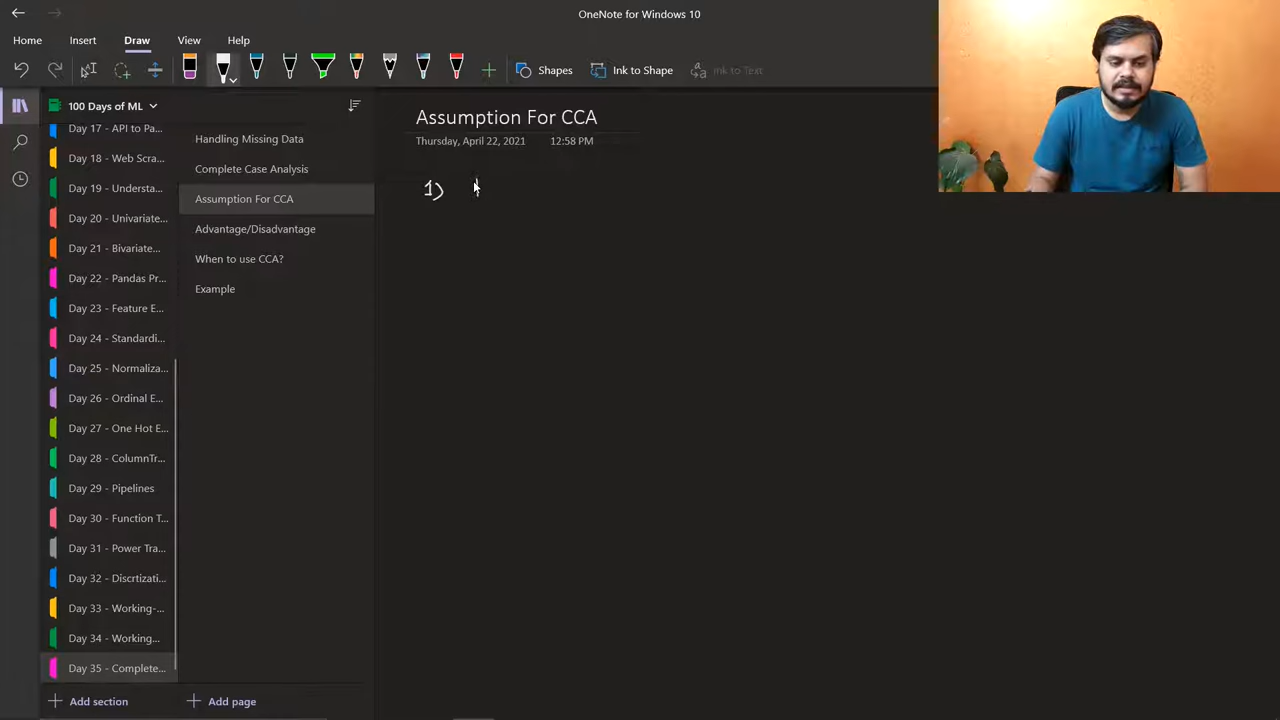 OneNote for Windows 10
Home Insert Draw View Help
Shapes Ink to Shape Ink to Text
100 Days of ML
Day 17 - API to Pa...
Day 18 - Web Scra...
Day 19 - Understa...
Day 20 - Univariate...
Day 21 - Bivariate...
Day 22 - Pandas Pr...
Day 23 - Feature E...
Day 24 - Standardi...
Day 25 - Normaliza...
Day 26 - Ordinal E...
Day 27 - One Hot E...
Day 28 - ColumnTr...
Day 29 - Pipelines
Day 30 - Function T...
Day 31 - Power Tra...
Day 32 - Discrtizati...
Day 33 - Working-...
Day 34 - Working...
Day 35 - Complete...
Add section
Handling Missing Data
Complete Case Analysis
Assumption For CCA
Advantage/Disadvantage
When to use CCA?
Example
Add page
Assumption For CCA
Thursday, April 22, 2021 12:58 PM
1)